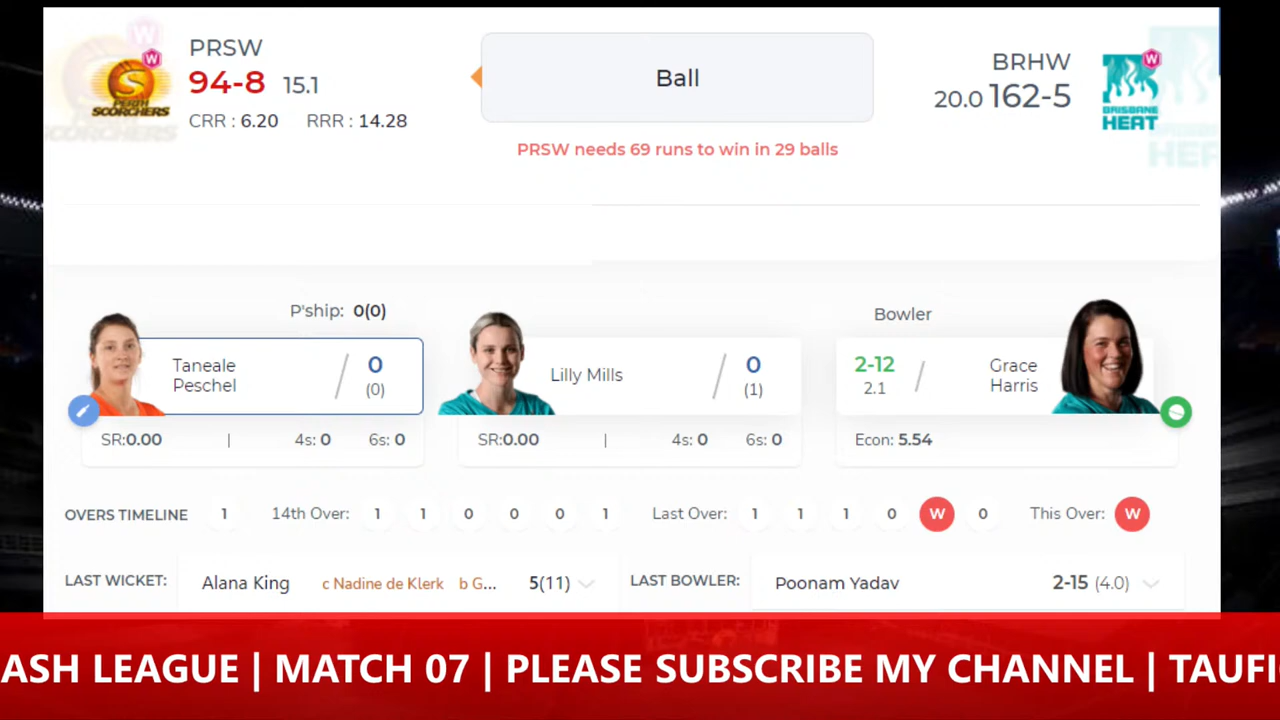 PRSW
94-8 15.1
CRR : 6.20 RRR : 14.28
Ball
PRSW needs 69 runs to win in 29 balls
BRHW
20.0 162-5
W
PERTH
SCORCHERS
W
BRISBANE
HEAT
P'ship: 0(0)
Taneale
Peschel
0
(0)
SR:0.00 | 4s: 0 6s: 0
Lilly Mills
0
(1)
SR:0.00 | 4s: 0 6s: 0
Bowler
2-12
2.1
Grace
Harris
Econ: 5.54
OVERS TIMELINE 1 14th Over: 1 1 0 0 0 1 Last Over: 1 1 1 0 W 0 This Over: W
LAST WICKET: Alana King c Nadine de Klerk b G... 5(11) LAST BOWLER: Poonam Yadav 2-15 (4.0)
ASH LEAGUE | MATCH 07 | PLEASE SUBSCRIBE MY CHANNEL | TAUFI